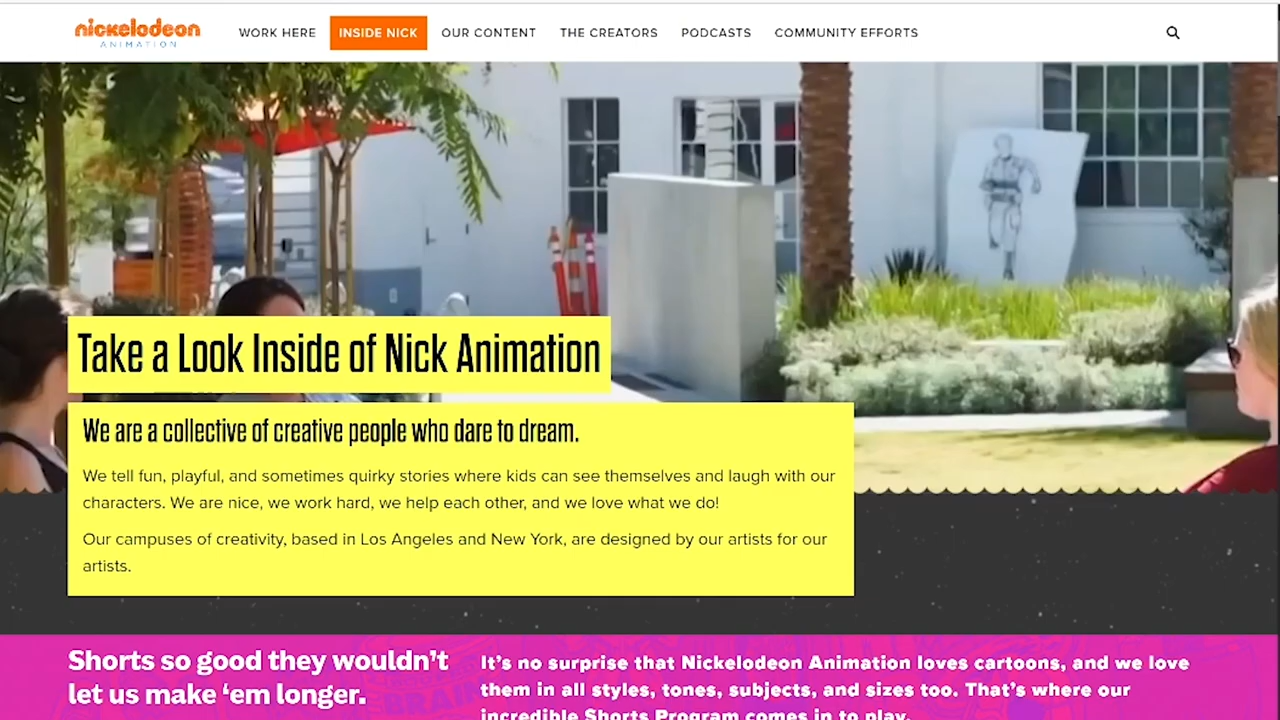 nickelodeon
ANIMATION
WORK HERE
INSIDE NICK
OUR CONTENT
THE CREATORS
PODCASTS
COMMUNITY EFFORTS
Take a Look Inside of Nick Animation
We are a collective of creative people who dare to dream.
We tell fun, playful, and sometimes quirky stories where kids can see themselves and laugh with our
characters. We are nice, we work hard, we help each other, and we love what we do!
Our campuses of creativity, based in Los Angeles and New York, are designed by our artists for our
artists.
Shorts so good they wouldn’t
let us make ‘em longer.
It’s no surprise that Nickelodeon Animation loves cartoons, and we love
them in all styles, tones, subjects, and sizes too. That’s where our
incredible Shorts Program comes in to play.